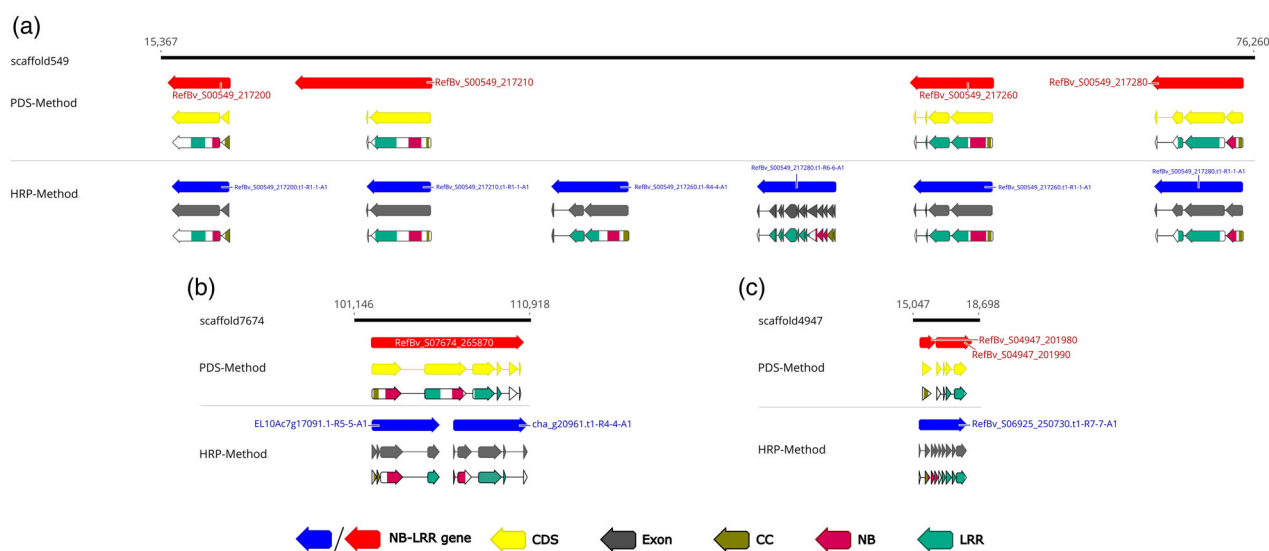 (a)
15,367
76,260
scaffold549
RefBv_S00549_217200
RefBv_S00549_217210
RefBv_S00549_217260
RefBv_S00549_217280
PDS-Method
HRP-Method
RefBv_S00549_217200.t1-R1-1-A1
RefBv_S00549_217210.t1-R1-1-A1
RefBv_S00549_217260.t1-R4-4-A1
RefBv_S00549_217280.t1-R6-6-A1
RefBv_S00549_217260.t1-R1-1-A1
RefBv_S00549_217280.t1-R1-1-A1
(b)
101,146
110,918
scaffold7674
RefBv_S07674_265870
PDS-Method
EL10Ac7g17091.1-R5-5-A1
cha_g20961.t1-R4-4-A1
HRP-Method
(c)
15,047
18,698
scaffold4947
RefBv_S04947_201980
RefBv_S04947_201990
PDS-Method
RefBv_S06925_250730.t1-R7-7-A1
HRP-Method
/ NB-LRR gene CDS Exon CC NB LRR